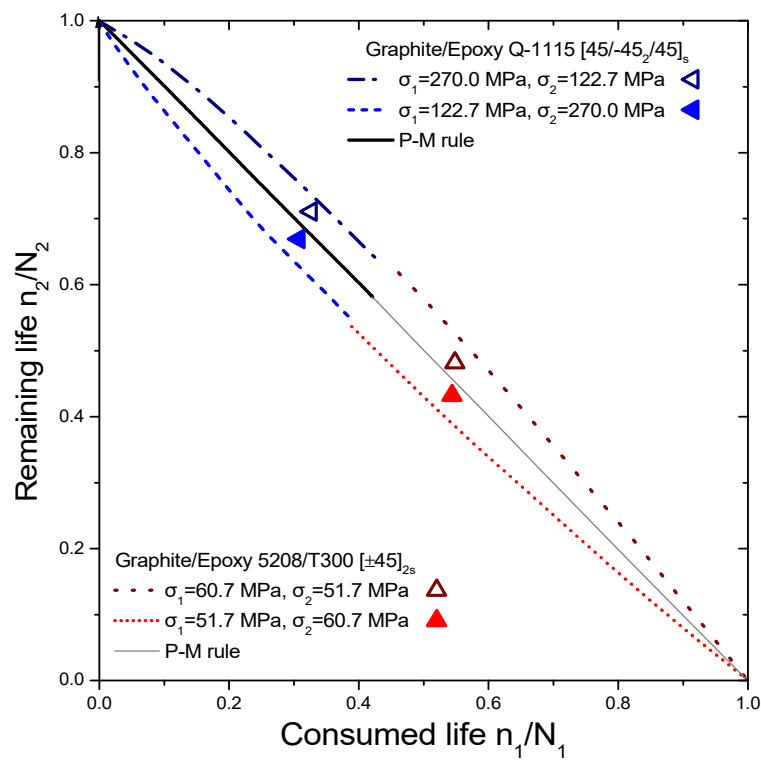 Graphite/Epoxy Q-1115 [45/-45₂/45]ₛ
σ₁=270.0 MPa, σ₂=122.7 MPa
σ₁=122.7 MPa, σ₂=270.0 MPa
P-M rule
Remaining life n₂/N₂
1.0
0.8
0.6
0.4
0.2
0.0
Graphite/Epoxy 5208/T300 [±45]₂ₛ
σ₁=60.7 MPa, σ₂=51.7 MPa
σ₁=51.7 MPa, σ₂=60.7 MPa
P-M rule
0.0 0.2 0.4 0.6 0.8 1.0
Consumed life n₁/N₁